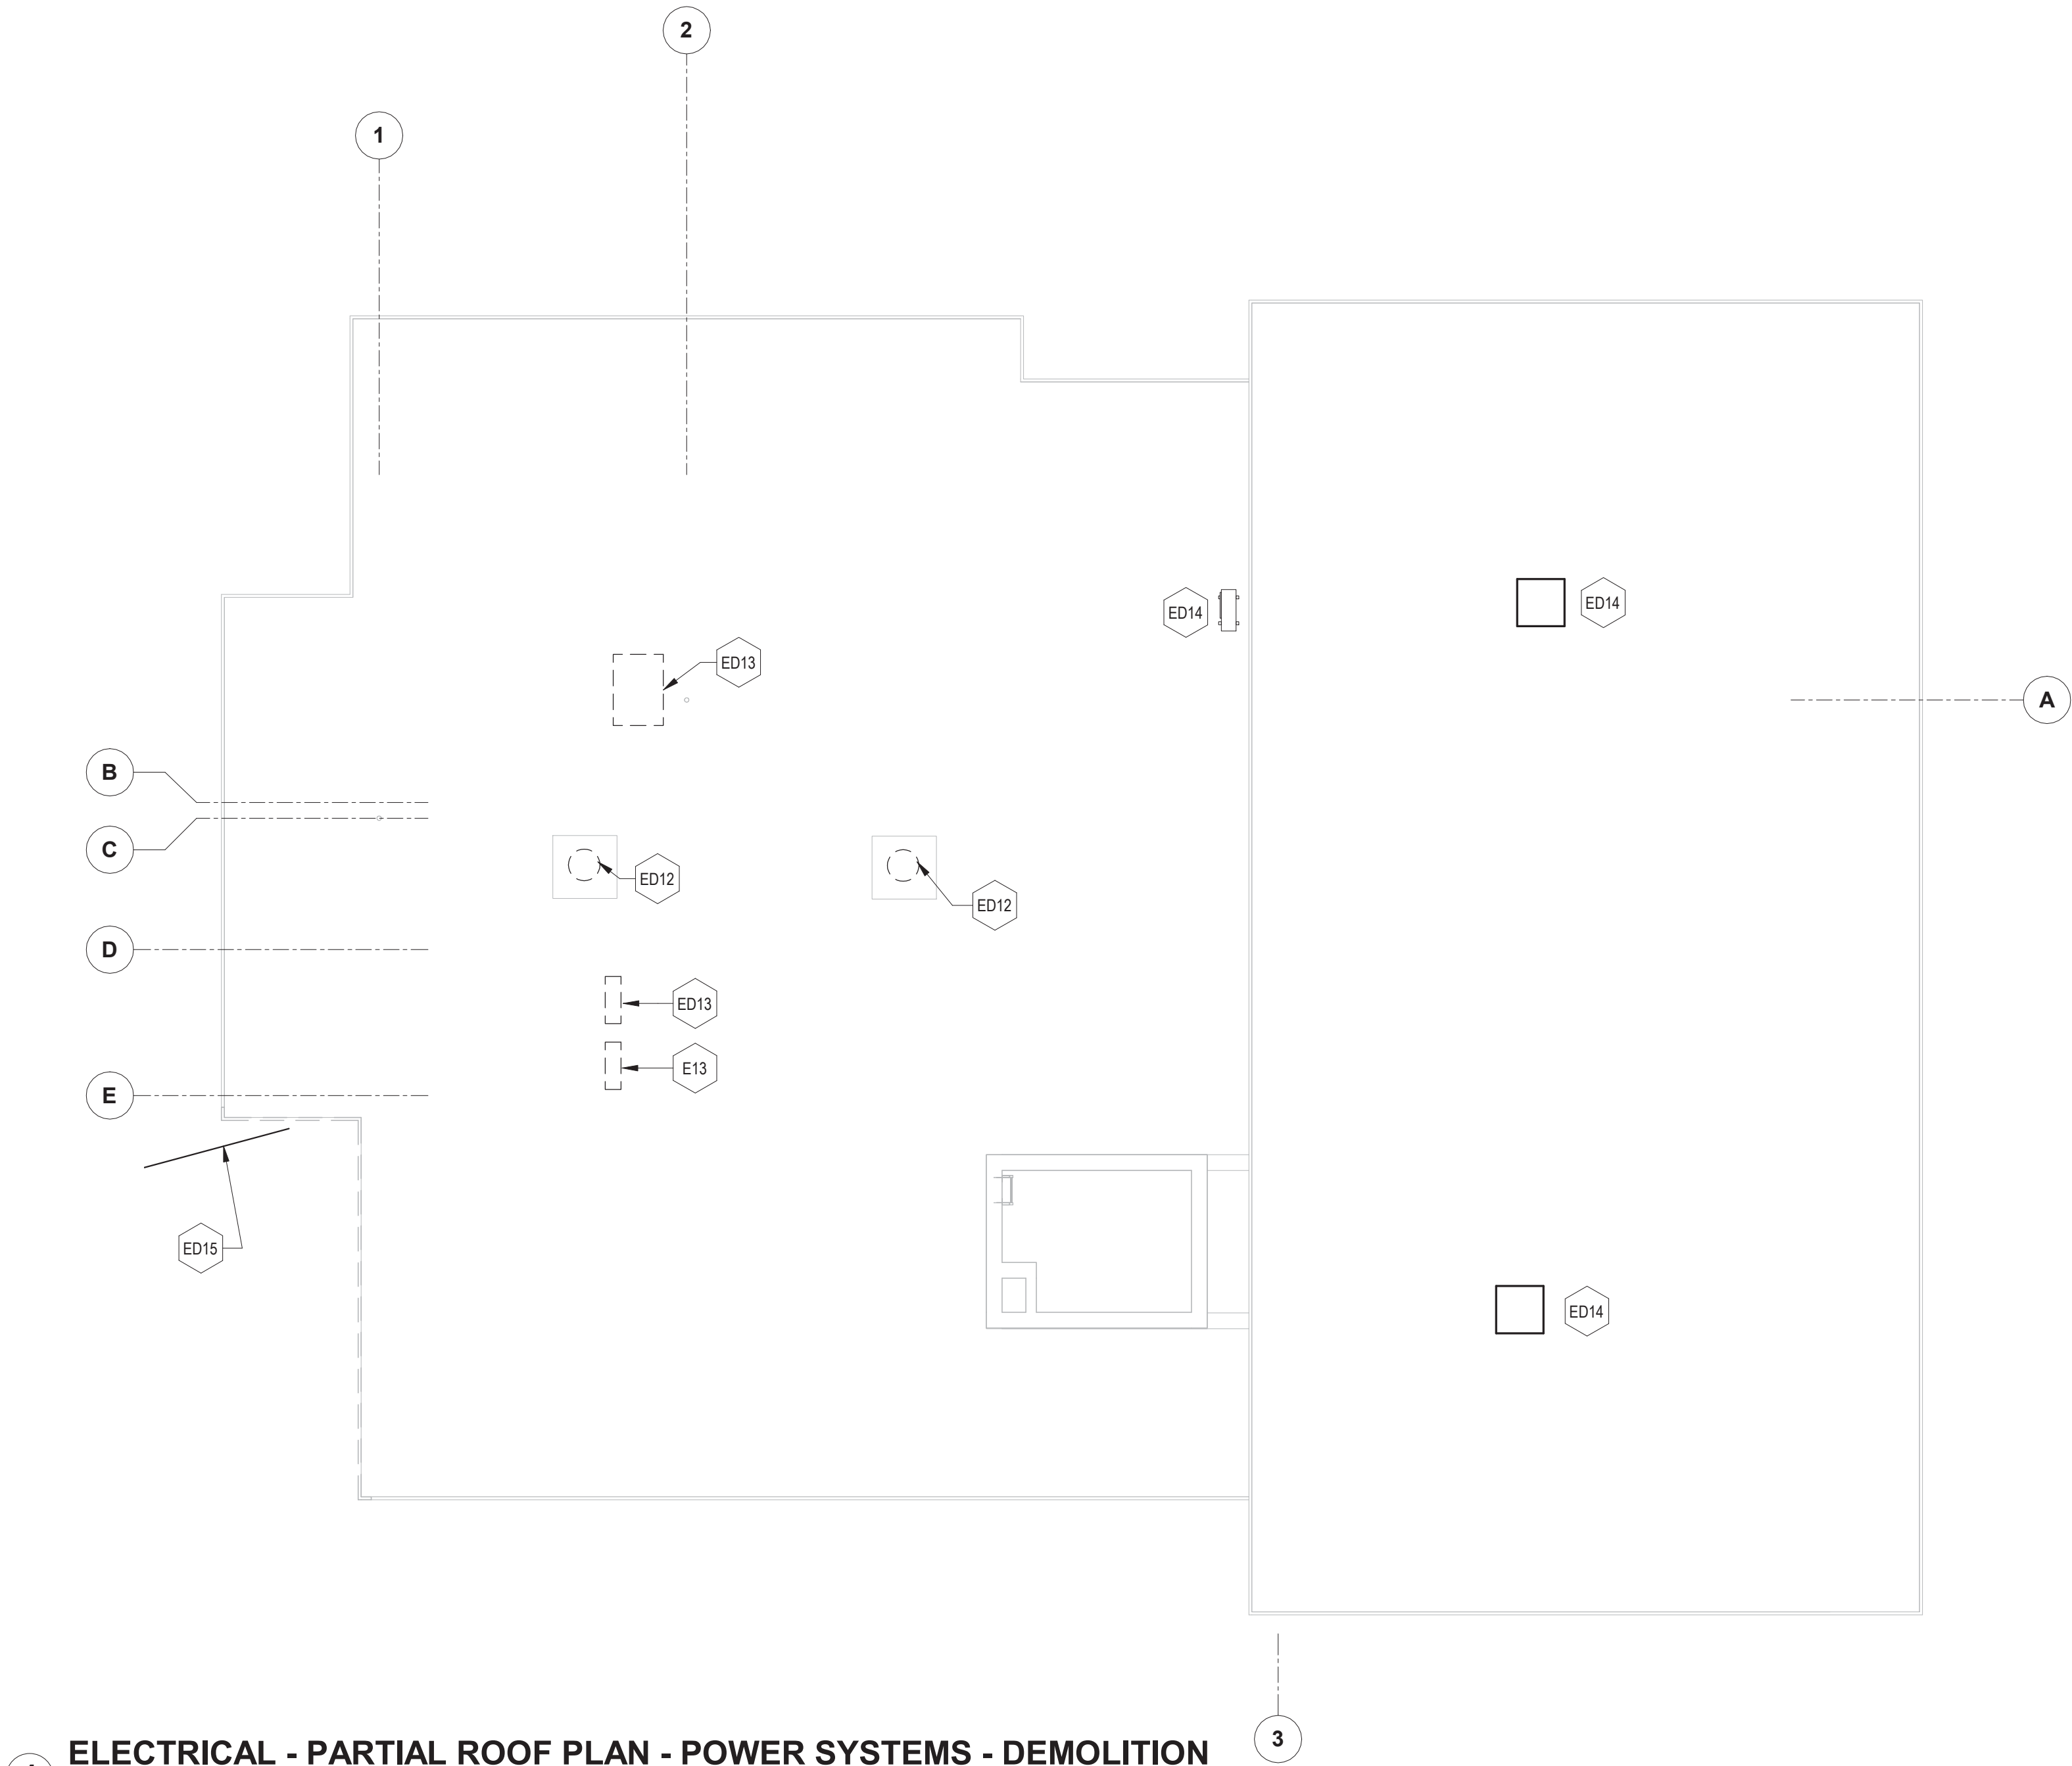 2
1
ED14
ED14
ED13
A
B
C
ED12
ED12
D
ED13
E13
E
ED15
ED14
3
ELECTRICAL - PARTIAL ROOF PLAN - POWER SYSTEMS - DEMOLITION